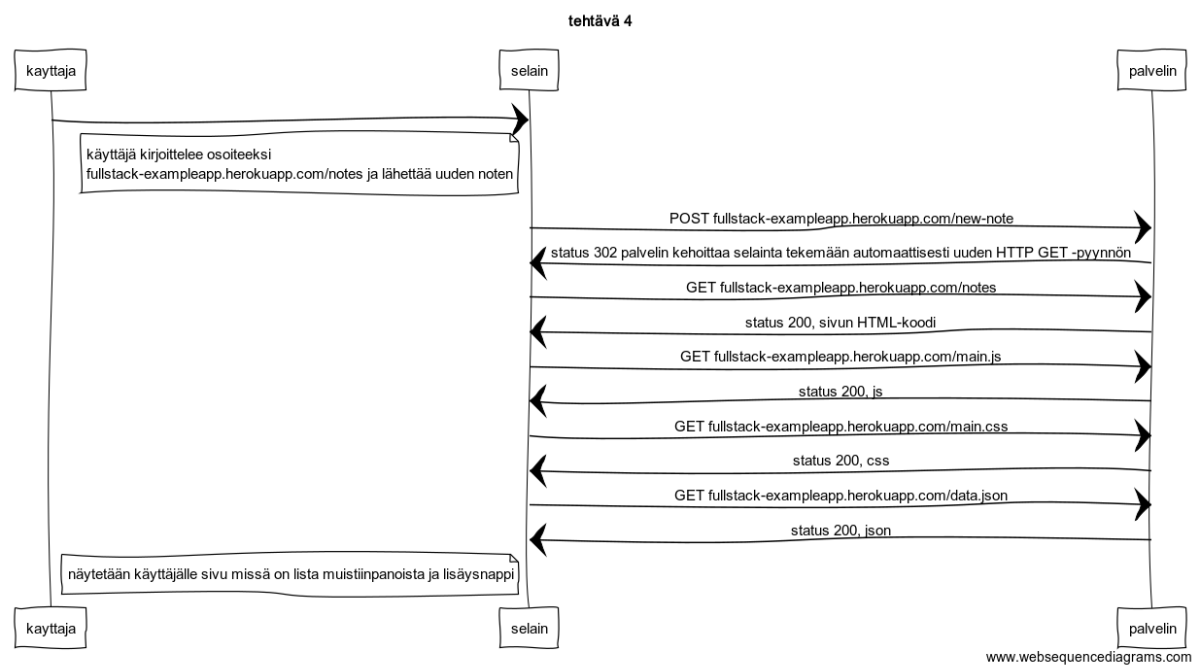 tehtävä 4
kayttaja
selain
palvelin
käyttäjä kirjoittelee osoiteeksi
fullstack-exampleapp.herokuapp.com/notes ja lähettää uuden noten
POST fullstack-exampleapp.herokuapp.com/new-note
status 302 palvelin kehoittaa selainta tekemään automaattisesti uuden HTTP GET -pyynnön
GET fullstack-exampleapp.herokuapp.com/notes
status 200, sivun HTML-koodi
GET fullstack-exampleapp.herokuapp.com/main.js
status 200, js
GET fullstack-exampleapp.herokuapp.com/main.css
status 200, css
GET fullstack-exampleapp.herokuapp.com/data.json
status 200, json
näytetään käyttäjälle sivu missä on lista muistiinpanoista ja lisäysnappi
kayttaja
selain
palvelin
www.websequencediagrams.com